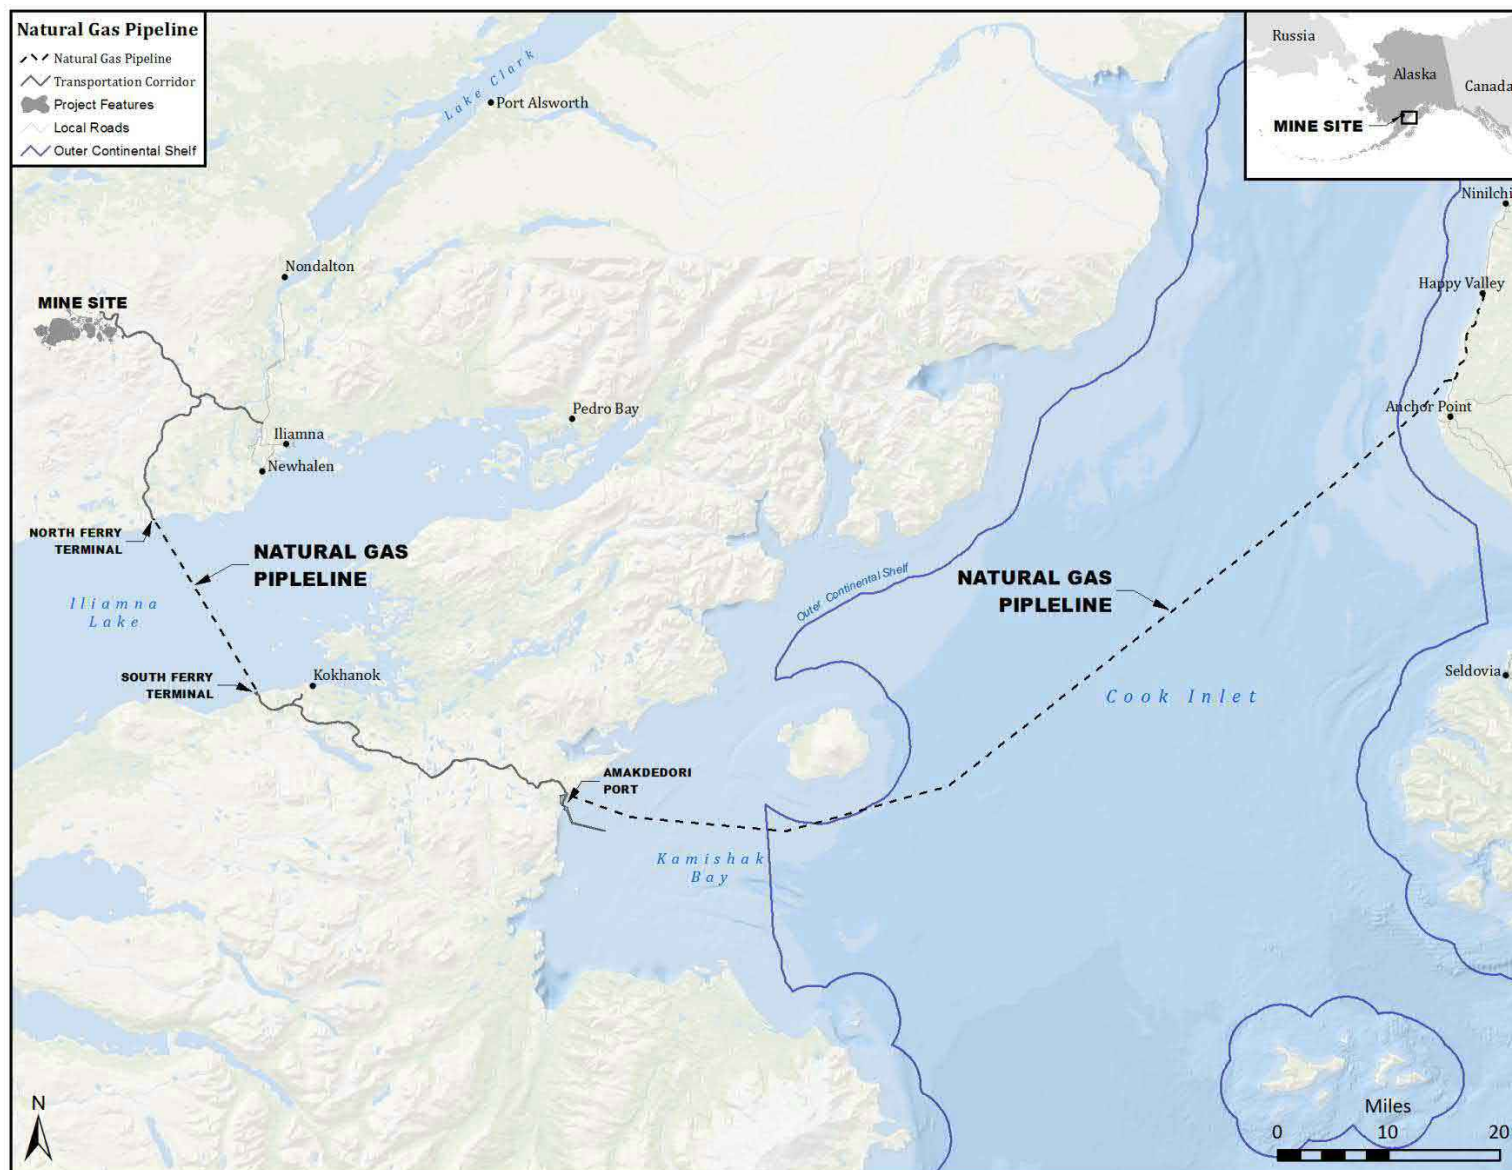 Natural Gas Pipeline
Natural Gas Pipeline
Transportation Corridor
Project Features
Local Roads
Outer Continental Shelf
Russia
Alaska
Canada
MINE SITE
Lake Clark
Port Alsworth
Ninilchi
Nondalton
Happy Valley
MINE SITE
Pedro Bay
Anchor Point
Iliamna
Newhalen
NORTH FERRY
TERMINAL
NATURAL GAS
PIPLELINE
Outer Continental Shelf
NATURAL GAS
PIPLELINE
Iliamna
Lake
SOUTH FERRY
TERMINAL
Kokhanok
Seldovia
Cook Inlet
AMAKDEDORI
PORT
Kamishak
Bay
N
Miles
0 10 20